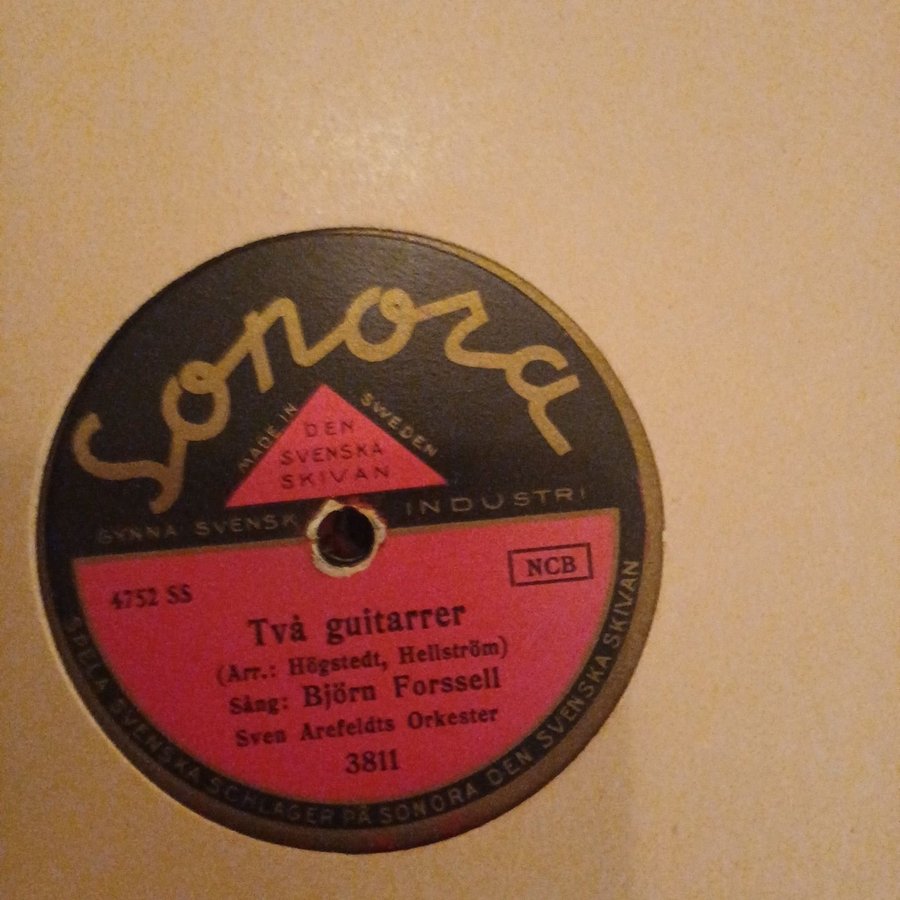 Sonora
MADE IN SWEDEN
DEN
SVENSKA
SKIVAN
GYNNA SVENSK INDUSTRI
4752 SS
NCB
Två guitarrer
(Arr.: Högstedt, Hellström)
Sång: Björn Forssell
Sven Arefeldts Orkester
3811
SPELA SVENSKA SCHLAGER PÅ SONORA DEN SVENSKA SKIVAN